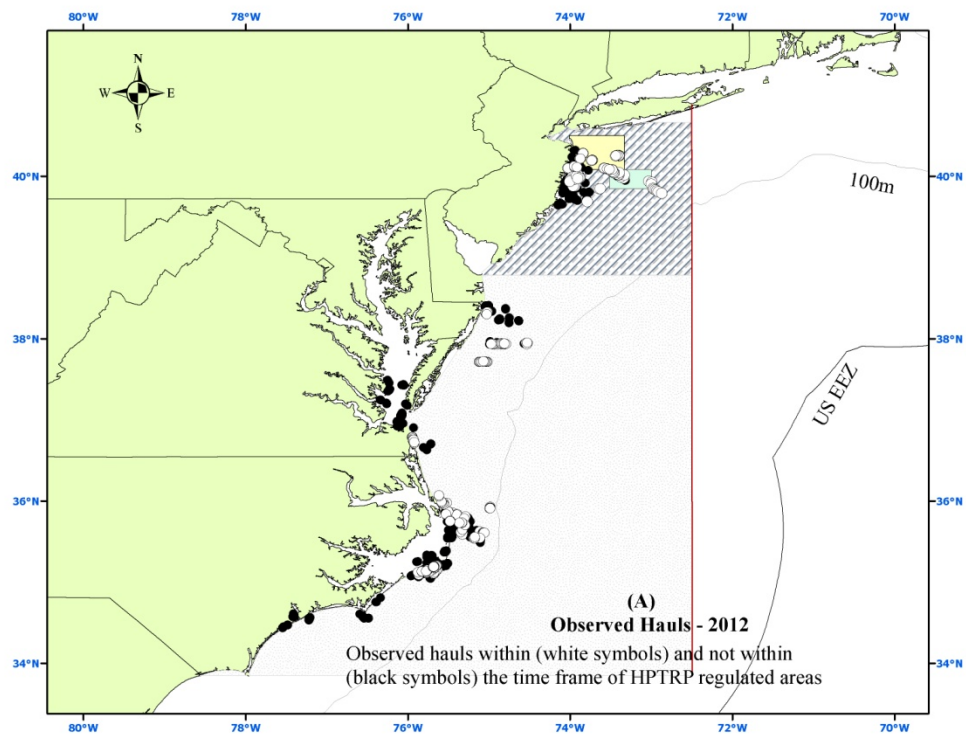 80°W 78°W 76°W 74°W 72°W 70°W
N
W E
S
40°N 40°N
100m
38°N 38°N
US EEZ
36°N 36°N
(A)
Observed Hauls - 2012
Observed hauls within (white symbols) and not within
(black symbols) the time frame of HPTRP regulated areas
34°N 34°N
80°W 78°W 76°W 74°W 72°W 70°W